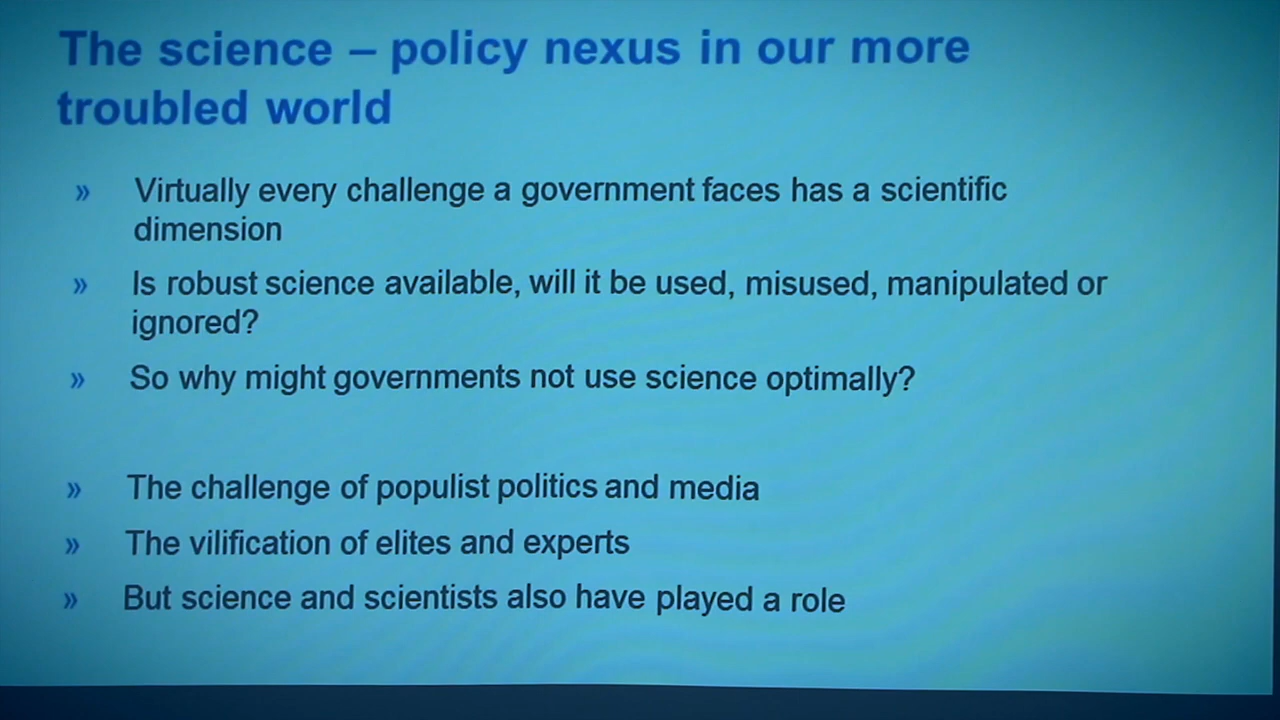 The science – policy nexus in our more
troubled world
» Virtually every challenge a government faces has a scientific
dimension
» Is robust science available, will it be used, misused, manipulated or
ignored?
» So why might governments not use science optimally?
» The challenge of populist politics and media
» The vilification of elites and experts
» But science and scientists also have played a role